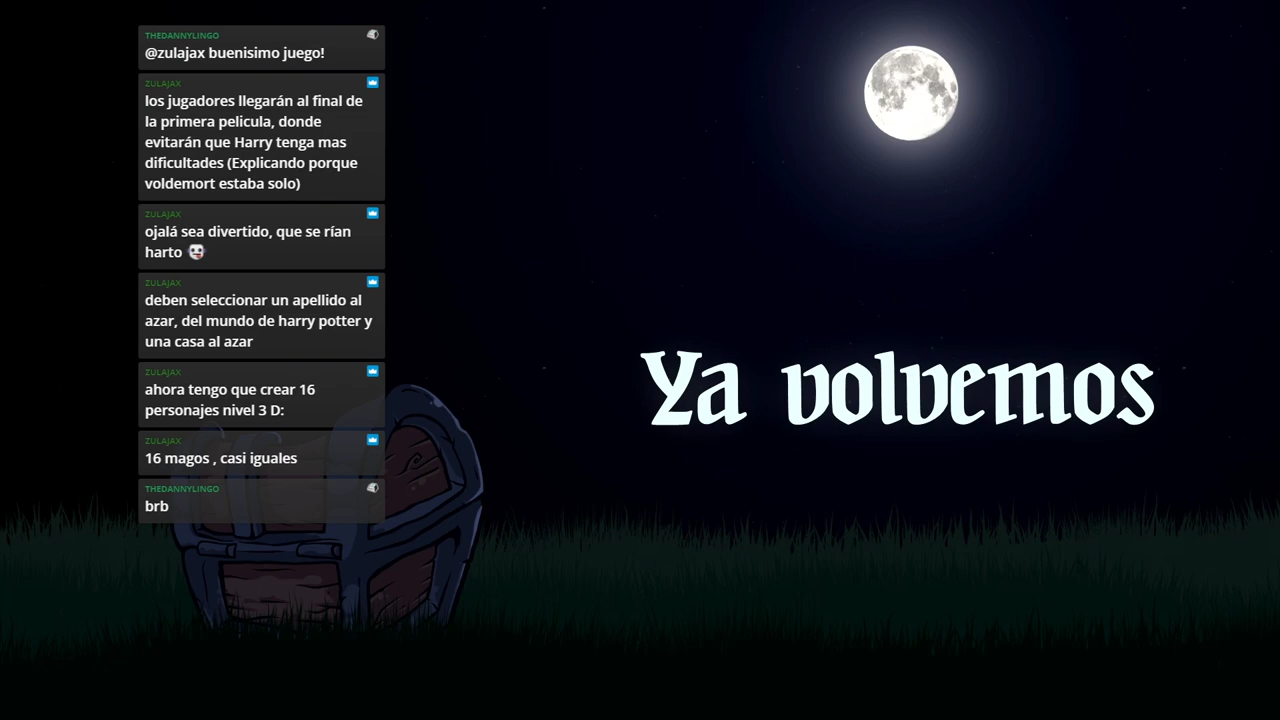 THEDANNYLINGO
@zulajax buenisimo juego!
ZULAJAX
los jugadores llegarán al final de
la primera pelicula, donde
evitarán que Harry tenga mas
dificultades (Explicando porque
voldemort estaba solo)
ZULAJAX
ojalá sea divertido, que se rían
harto 👻
ZULAJAX
deben seleccionar un apellido al
azar, del mundo de harry potter y
una casa al azar
ZULAJAX
ahora tengo que crear 16
personajes nivel 3 D:
ZULAJAX
16 magos , casi iguales
THEDANNYLINGO
brb
Ya volvemos